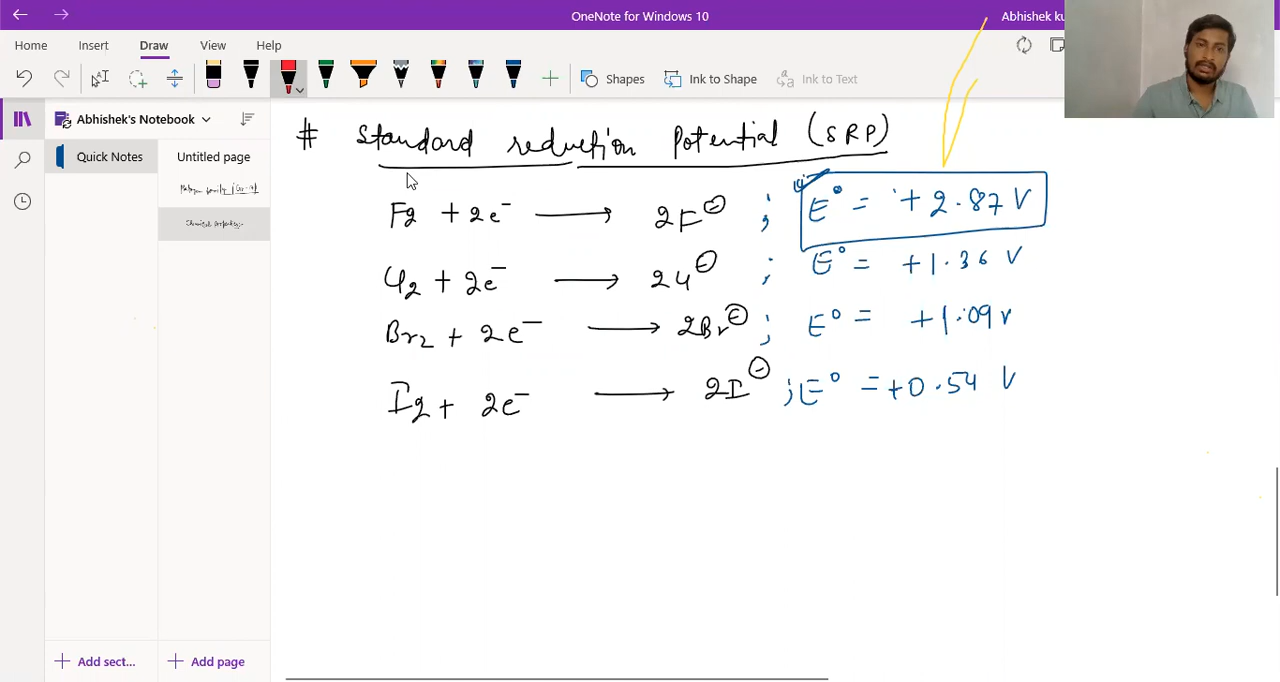 OneNote for Windows 10
Abhishek ku
Home Insert Draw View Help
Shapes Ink to Shape Ink to Text
Abhishek's Notebook
Quick Notes
Untitled page
Chemical properties:-
# Standard reduction Potential (SRP)
F2 + 2e⁻ ⟶ 2F⊖ ; E° = +2.87 V
Cl2 + 2e⁻ ⟶ 2Cl⊖ ; E° = +1.36 V
Br2 + 2e⁻ ⟶ 2Br⊖ ; E° = +1.09 V
I2 + 2e⁻ ⟶ 2I⊖ ; E° = +0.54 V
Add sect...
Add page